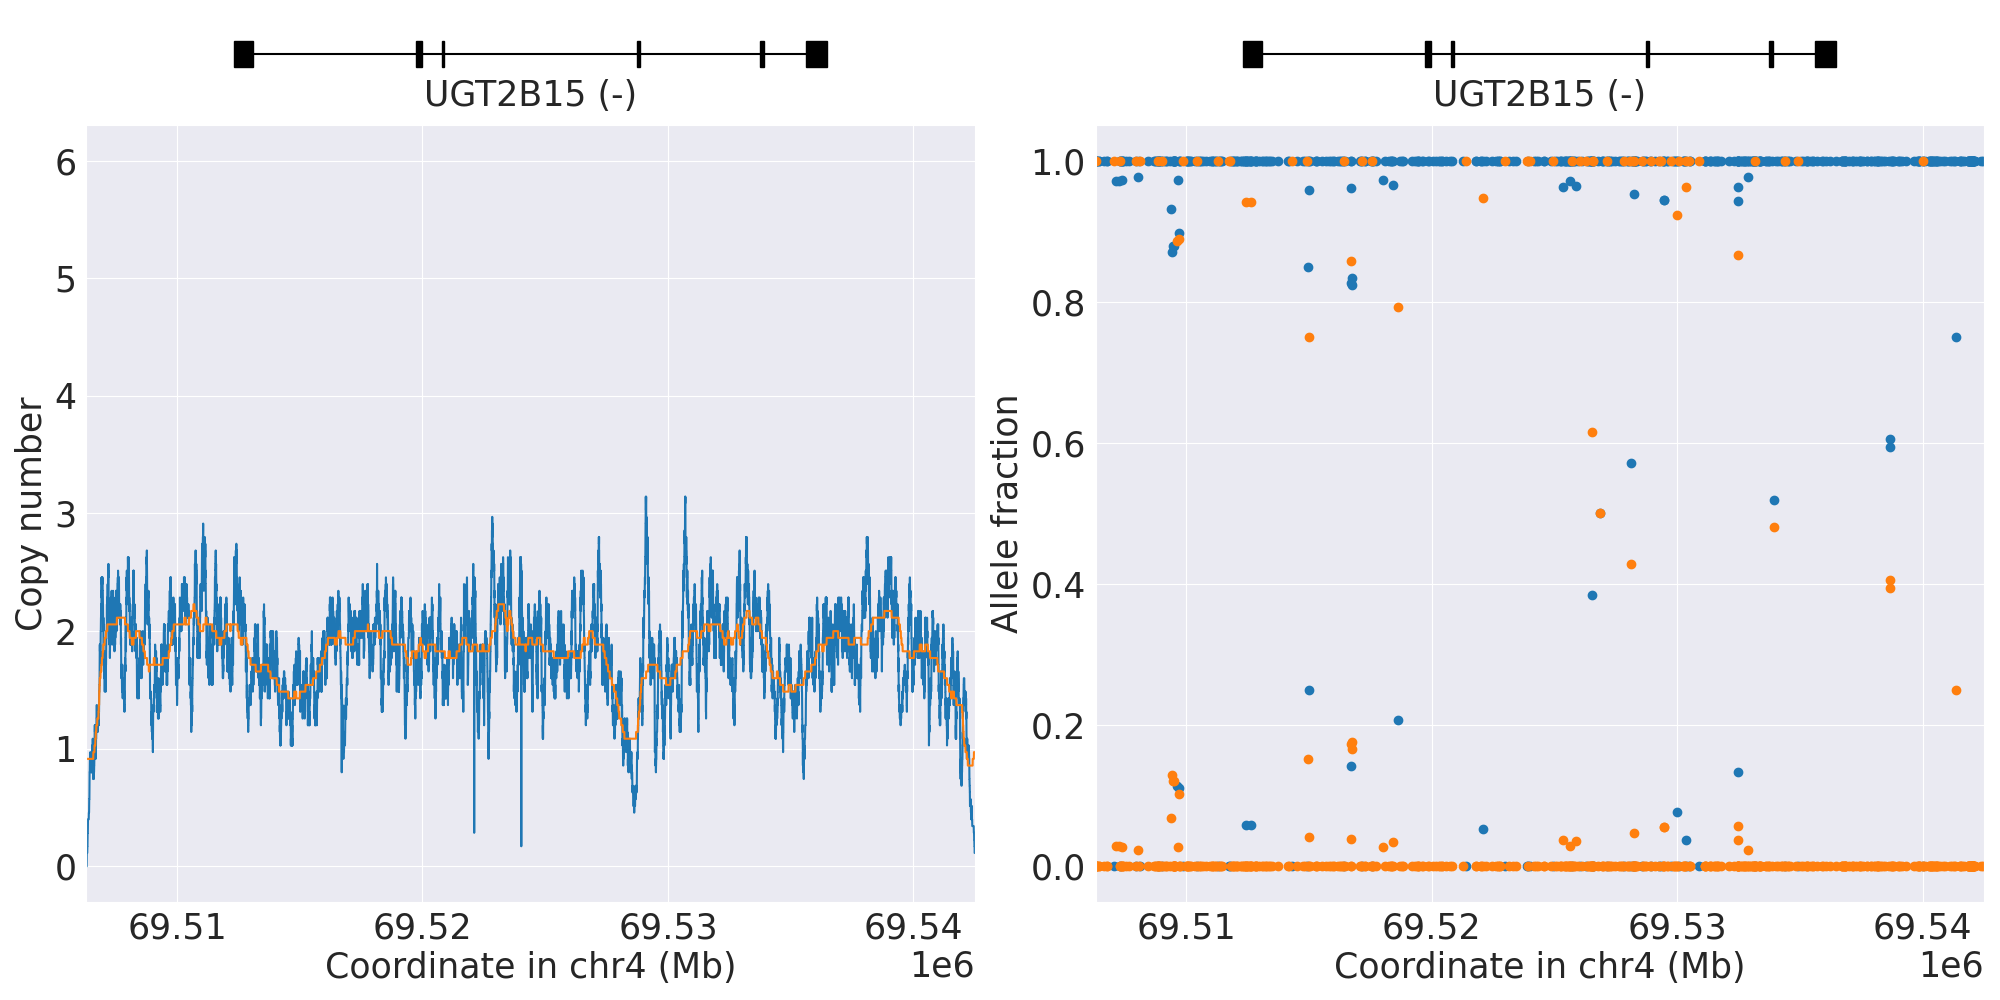 UGT2B15 (-)
6
5
4
3
2
1
0
Copy number
69.51 69.52 69.53 69.54
Coordinate in chr4 (Mb)
1e6
UGT2B15 (-)
1.0
0.8
0.6
0.4
0.2
0.0
Allele fraction
69.51 69.52 69.53 69.54
Coordinate in chr4 (Mb)
1e6